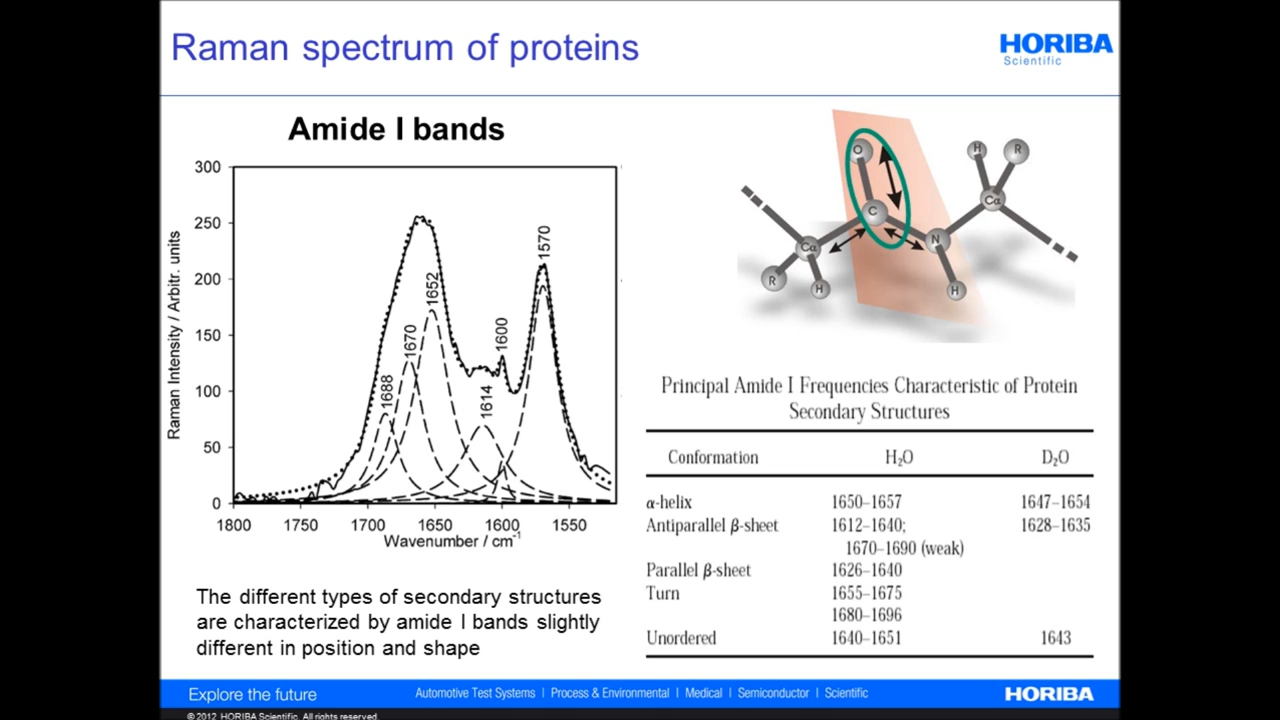 Raman spectrum of proteins
HORIBA
Scientific
Amide I bands
300
250
200
150
100
50
0
Raman Intensity / Arbitr. units
1688
1670
1652
1614
1600
1570
1800 1750 1700 1650 1600 1550
Wavenumber / cm⁻¹
O
C
Cα
R
H
N
H
Cα
H
R
The different types of secondary structures
are characterized by amide I bands slightly
different in position and shape
Principal Amide I Frequencies Characteristic of Protein
Secondary Structures
Conformation H₂O D₂O
α-helix 1650–1657 1647–1654
Antiparallel β-sheet 1612–1640; 1628–1635
1670–1690 (weak)
Parallel β-sheet 1626–1640
Turn 1655–1675
1680–1696
Unordered 1640–1651 1643
Explore the future
Automotive Test Systems | Process & Environmental | Medical | Semiconductor | Scientific
HORIBA
© 2012 HORIBA Scientific. All rights reserved.